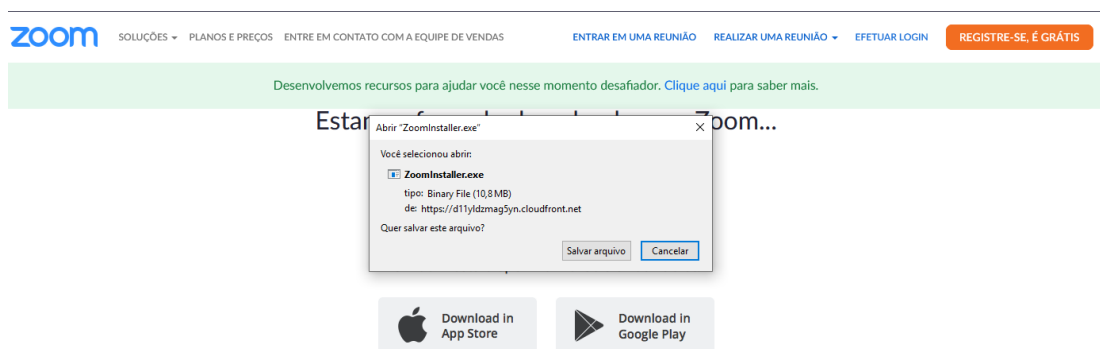 zoom SOLUÇÕES PLANOS E PREÇOS ENTRE EM CONTATO COM A EQUIPE DE VENDAS ENTRAR EM UMA REUNIÃO REALIZAR UMA REUNIÃO EFETUAR LOGIN REGISTRE-SE, É GRÁTIS
Desenvolvemos recursos para ajudar você nesse momento desafiador. Clique aqui para saber mais.
Abrir "ZoomInstaller.exe"
Você selecionou abrir:
ZoomInstaller.exe
tipo: Binary File (10,8 MB)
de: https://d11yldzmag5yn.cloudfront.net
Quer salvar este arquivo?
Salvar arquivo Cancelar
Download in
App Store
Download in
Google Play